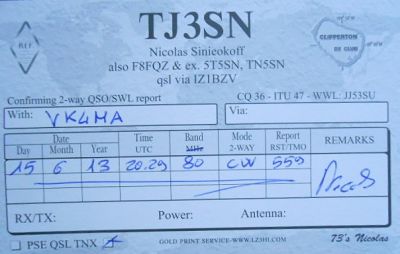 TJ3SN
REF
CLIPPERTON
DX CLUB
Nicolas Sinieokoff
also F8FQZ & ex. 5T5SN, TN5SN
qsl via IZ1BZV
Confirming 2-way QSO/SWL report
CQ 36 - ITU 47 - WWL: JJ53SU
With: VK4MA
Via:
Date Time Band Mode Report REMARKS
Day Month Year UTC MHz 2-WAY RST/TMO
15 6 13 20.29 80 CW 559
Nicolas
RX/TX: Power: Antenna:
PSE QSL TNX
GOLD PRINT SERVICE-WWW.LZ3HI.COM
73's Nicolas